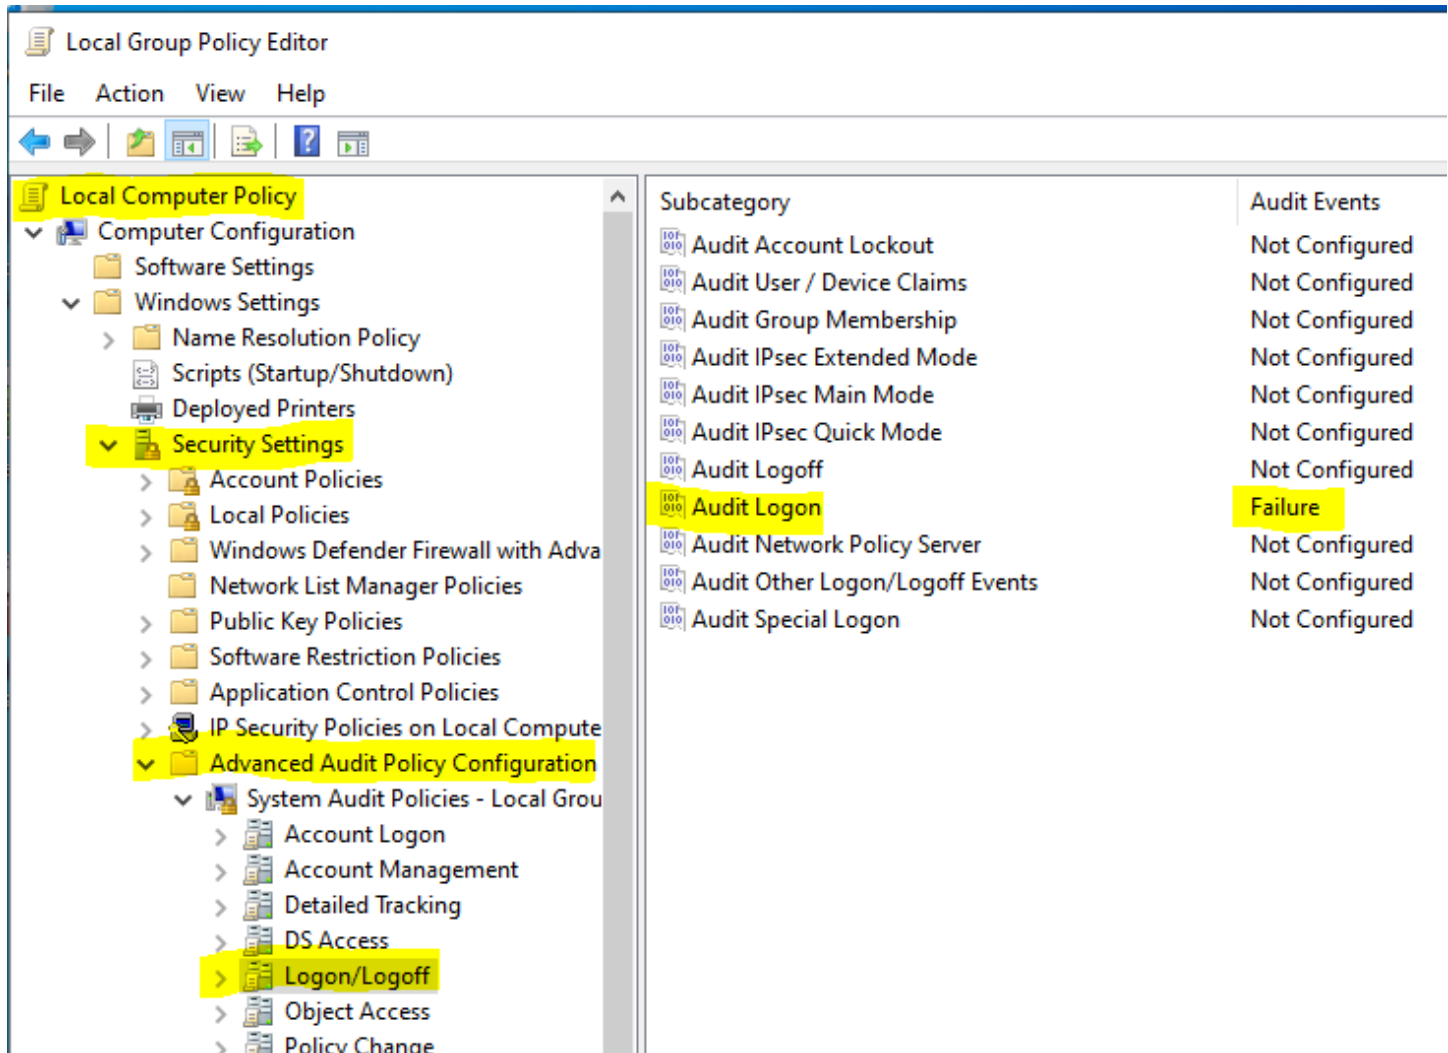 Local Group Policy Editor
File Action View Help
Local Computer Policy
Computer Configuration
Software Settings
Windows Settings
Name Resolution Policy
Scripts (Startup/Shutdown)
Deployed Printers
Security Settings
Account Policies
Local Policies
Windows Defender Firewall with Adva
Network List Manager Policies
Public Key Policies
Software Restriction Policies
Application Control Policies
IP Security Policies on Local Compute
Advanced Audit Policy Configuration
System Audit Policies - Local Grou
Account Logon
Account Management
Detailed Tracking
DS Access
Logon/Logoff
Object Access
Policy Change
Subcategory Audit Events
Audit Account Lockout Not Configured
Audit User / Device Claims Not Configured
Audit Group Membership Not Configured
Audit IPsec Extended Mode Not Configured
Audit IPsec Main Mode Not Configured
Audit IPsec Quick Mode Not Configured
Audit Logoff Not Configured
Audit Logon Failure
Audit Network Policy Server Not Configured
Audit Other Logon/Logoff Events Not Configured
Audit Special Logon Not Configured